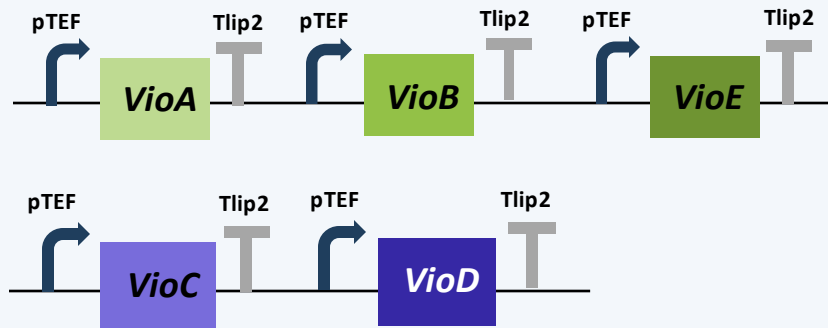 pTEF Tlip2 pTEF Tlip2 pTEF Tlip2
VioA VioB VioE
pTEF Tlip2 pTEF Tlip2
VioC VioD